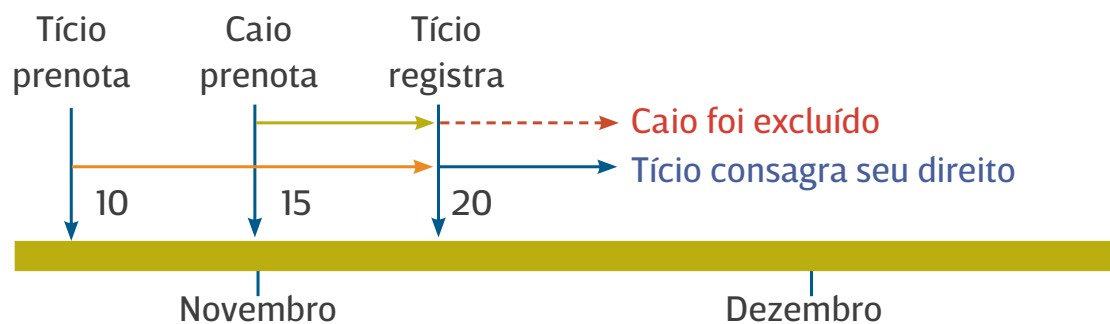 Tício
prenota
Caio
prenota
Tício
registra
Caio foi excluído
Tício consagra seu direito
10
15
20
Novembro
Dezembro